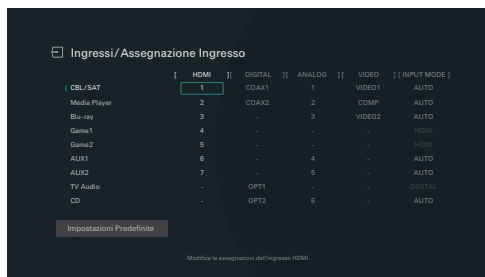 Ingressi/Assegnazione Ingresso
[ HDMI ][ DIGITAL ][ ANALOG ][ VIDEO ][ INPUT MODE ]
CBL/SAT 1 COAX1 1 VIDEO1 AUTO
Media Player 2 COAX2 2 COMP AUTO
Blu-ray 3 - 3 VIDEO2 AUTO
Game1 4 - - - HDMI
Game2 5 - - - HDMI
AUX1 6 - 4 - AUTO
AUX2 7 - 5 - AUTO
TV Audio - OPT1 - - DIGITAL
CD - OPT2 6 - AUTO
Impostazioni Predefinite
Modifica le assegnazioni dell'ingresso HDMI.